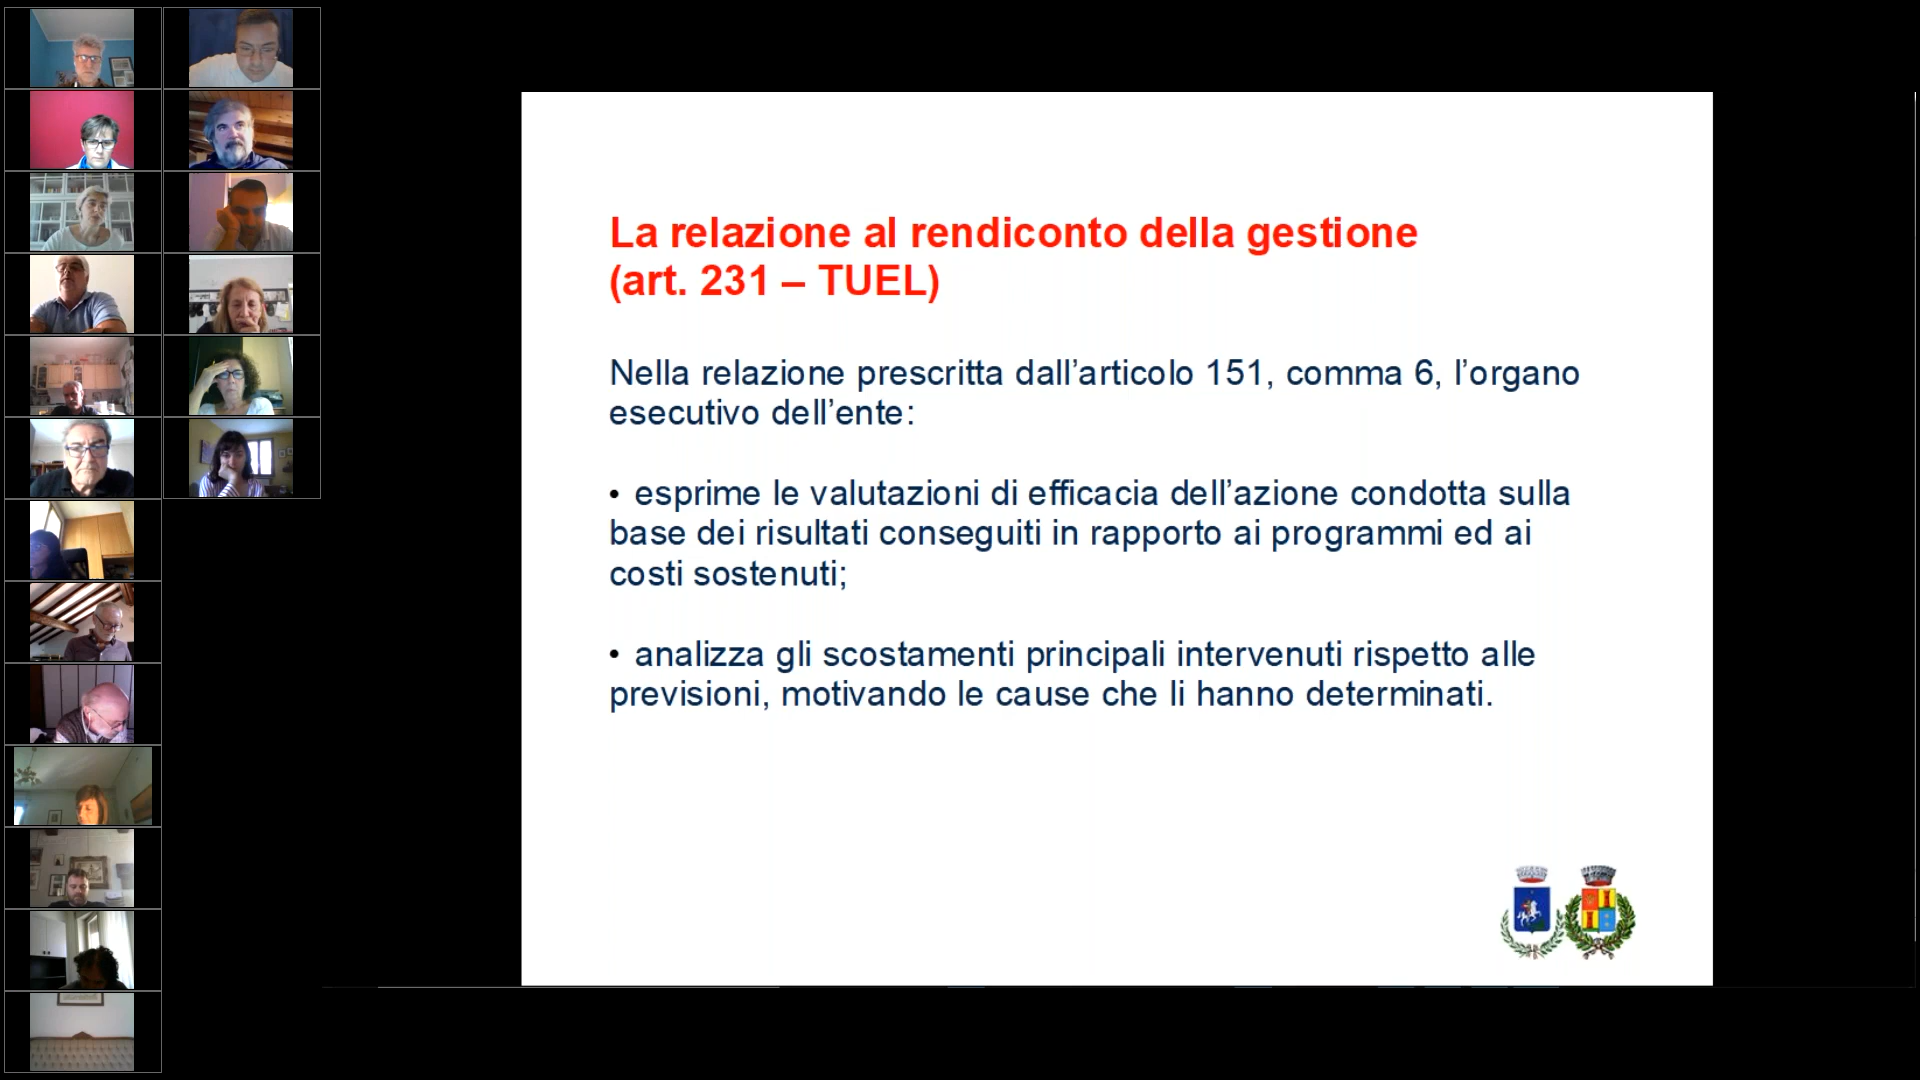 La relazione al rendiconto della gestione
(art. 231 – TUEL)
Nella relazione prescritta dall’articolo 151, comma 6, l’organo
esecutivo dell’ente:
• esprime le valutazioni di efficacia dell’azione condotta sulla
base dei risultati conseguiti in rapporto ai programmi ed ai
costi sostenuti;
• analizza gli scostamenti principali intervenuti rispetto alle
previsioni, motivando le cause che li hanno determinati.